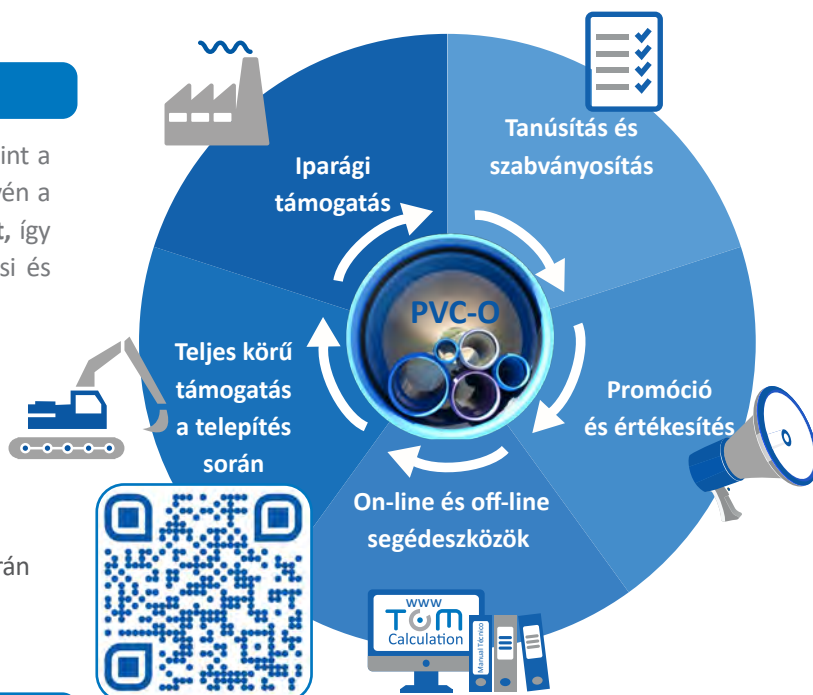 int a
vén a
t, így
si és
rán
Iparági
támogatás
Tanúsítás és
szabványosítás
PVC-O
Teljes körű
támogatás
a telepítés
során
Promóció
és értékesítés
On-line és off-line
segédeszközök
www
TOM
Calculation
Manual Técnico